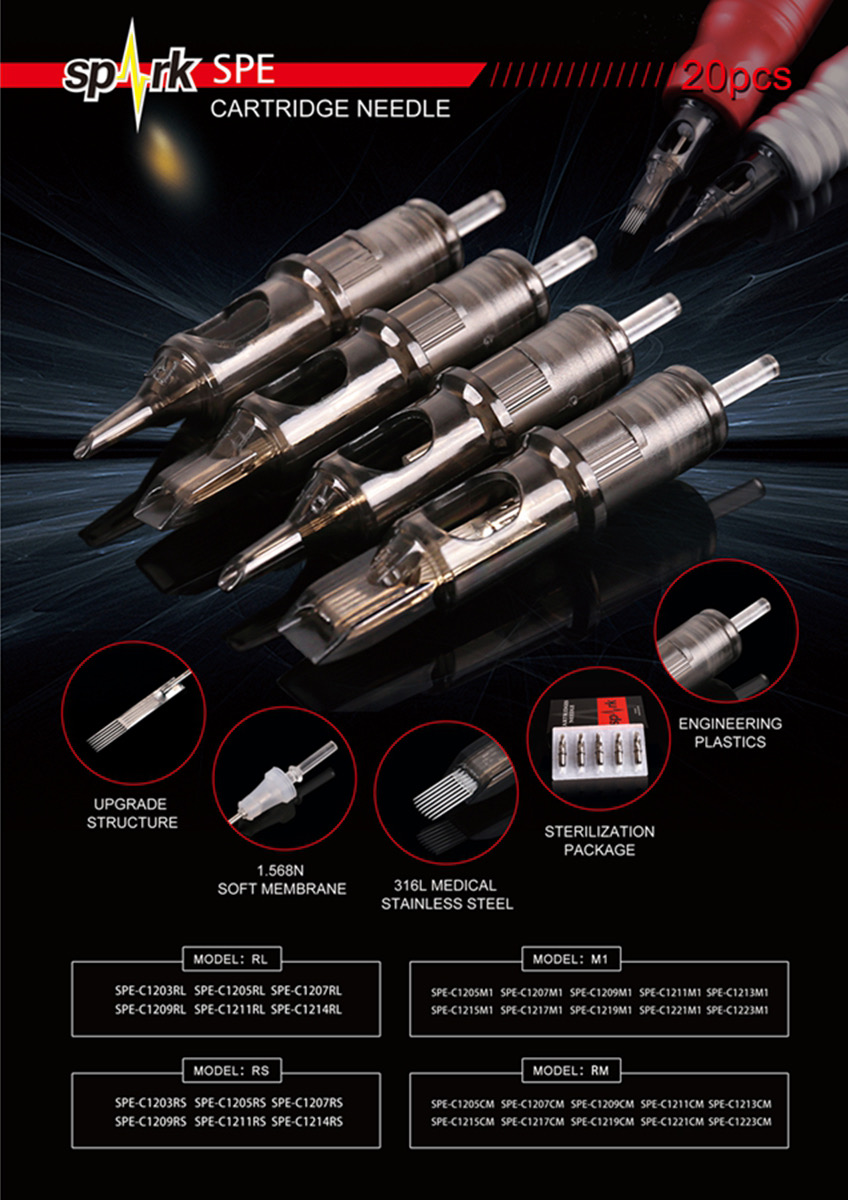 spark SPE
20pcs
CARTRIDGE NEEDLE
ENGINEERING
PLASTICS
UPGRADE
STRUCTURE
STERILIZATION
PACKAGE
1.568N
SOFT MEMBRANE
316L MEDICAL
STAINLESS STEEL
CARTRIDGE
NEEDLE
spark
MODEL: RL
SPE-C1203RL SPE-C1205RL SPE-C1207RL
SPE-C1209RL SPE-C1211RL SPE-C1214RL
MODEL: M1
SPE-C1205M1 SPE-C1207M1 SPE-C1209M1 SPE-C1211M1 SPE-C1213M1
SPE-C1215M1 SPE-C1217M1 SPE-C1219M1 SPE-C1221M1 SPE-C1223M1
MODEL: RS
SPE-C1203RS SPE-C1205RS SPE-C1207RS
SPE-C1209RS SPE-C1211RS SPE-C1214RS
MODEL: RM
SPE-C1205CM SPE-C1207CM SPE-C1209CM SPE-C1211CM SPE-C1213CM
SPE-C1215CM SPE-C1217CM SPE-C1219CM SPE-C1221CM SPE-C1223CM